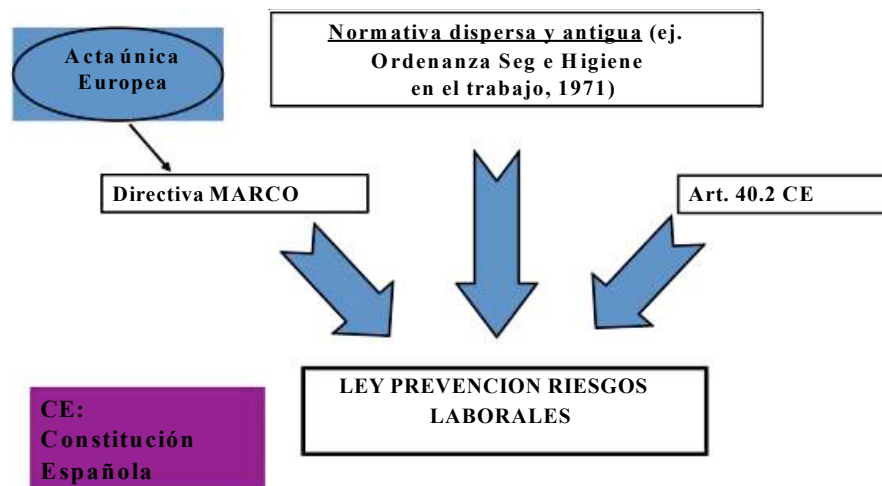 Acta única
Europea
Normativa dispersa y antigua (ej.
Ordenanza Seg e Higiene
en el trabajo, 1971)
Directiva MARCO
Art. 40.2 CE
LEY PREVENCION RIESGOS
LABORALES
CE:
Constitución
Española